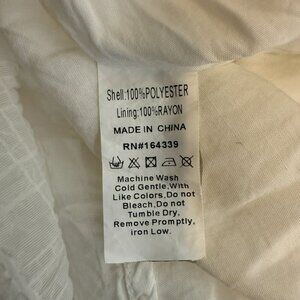 Shell:100%POLYESTER
Lining:100%RAYON
MADE IN CHINA
RN#164339
Machine Wash
Cold Gentle,With
Like Colors,Do not
Bleach,Do not
Tumble Dry,
Remove Promptly,
iron Low.